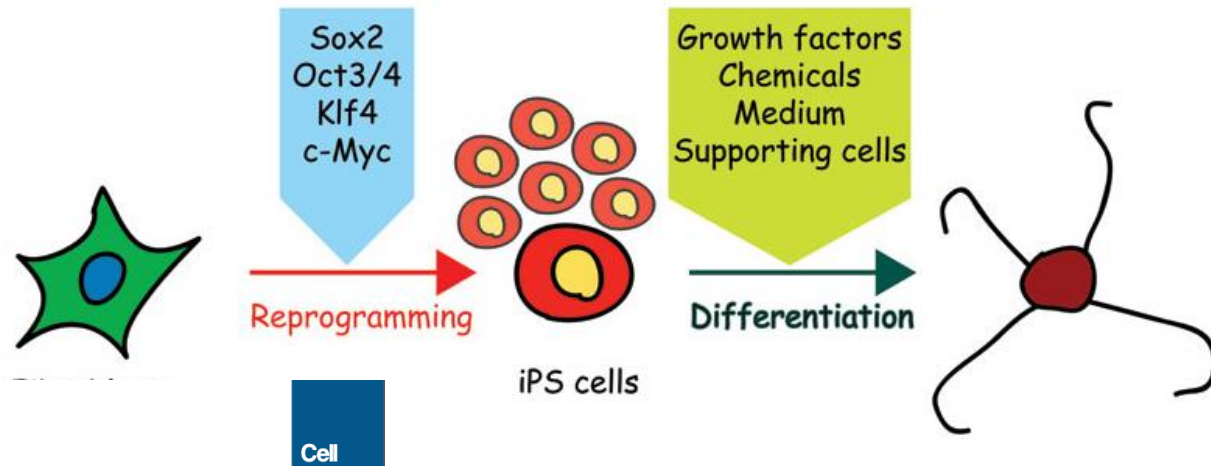 Sox2
Oct3/4
Klf4
c-Myc
Growth factors
Chemicals
Medium
Supporting cells
Reprogramming
Differentiation
iPS cells
Cell